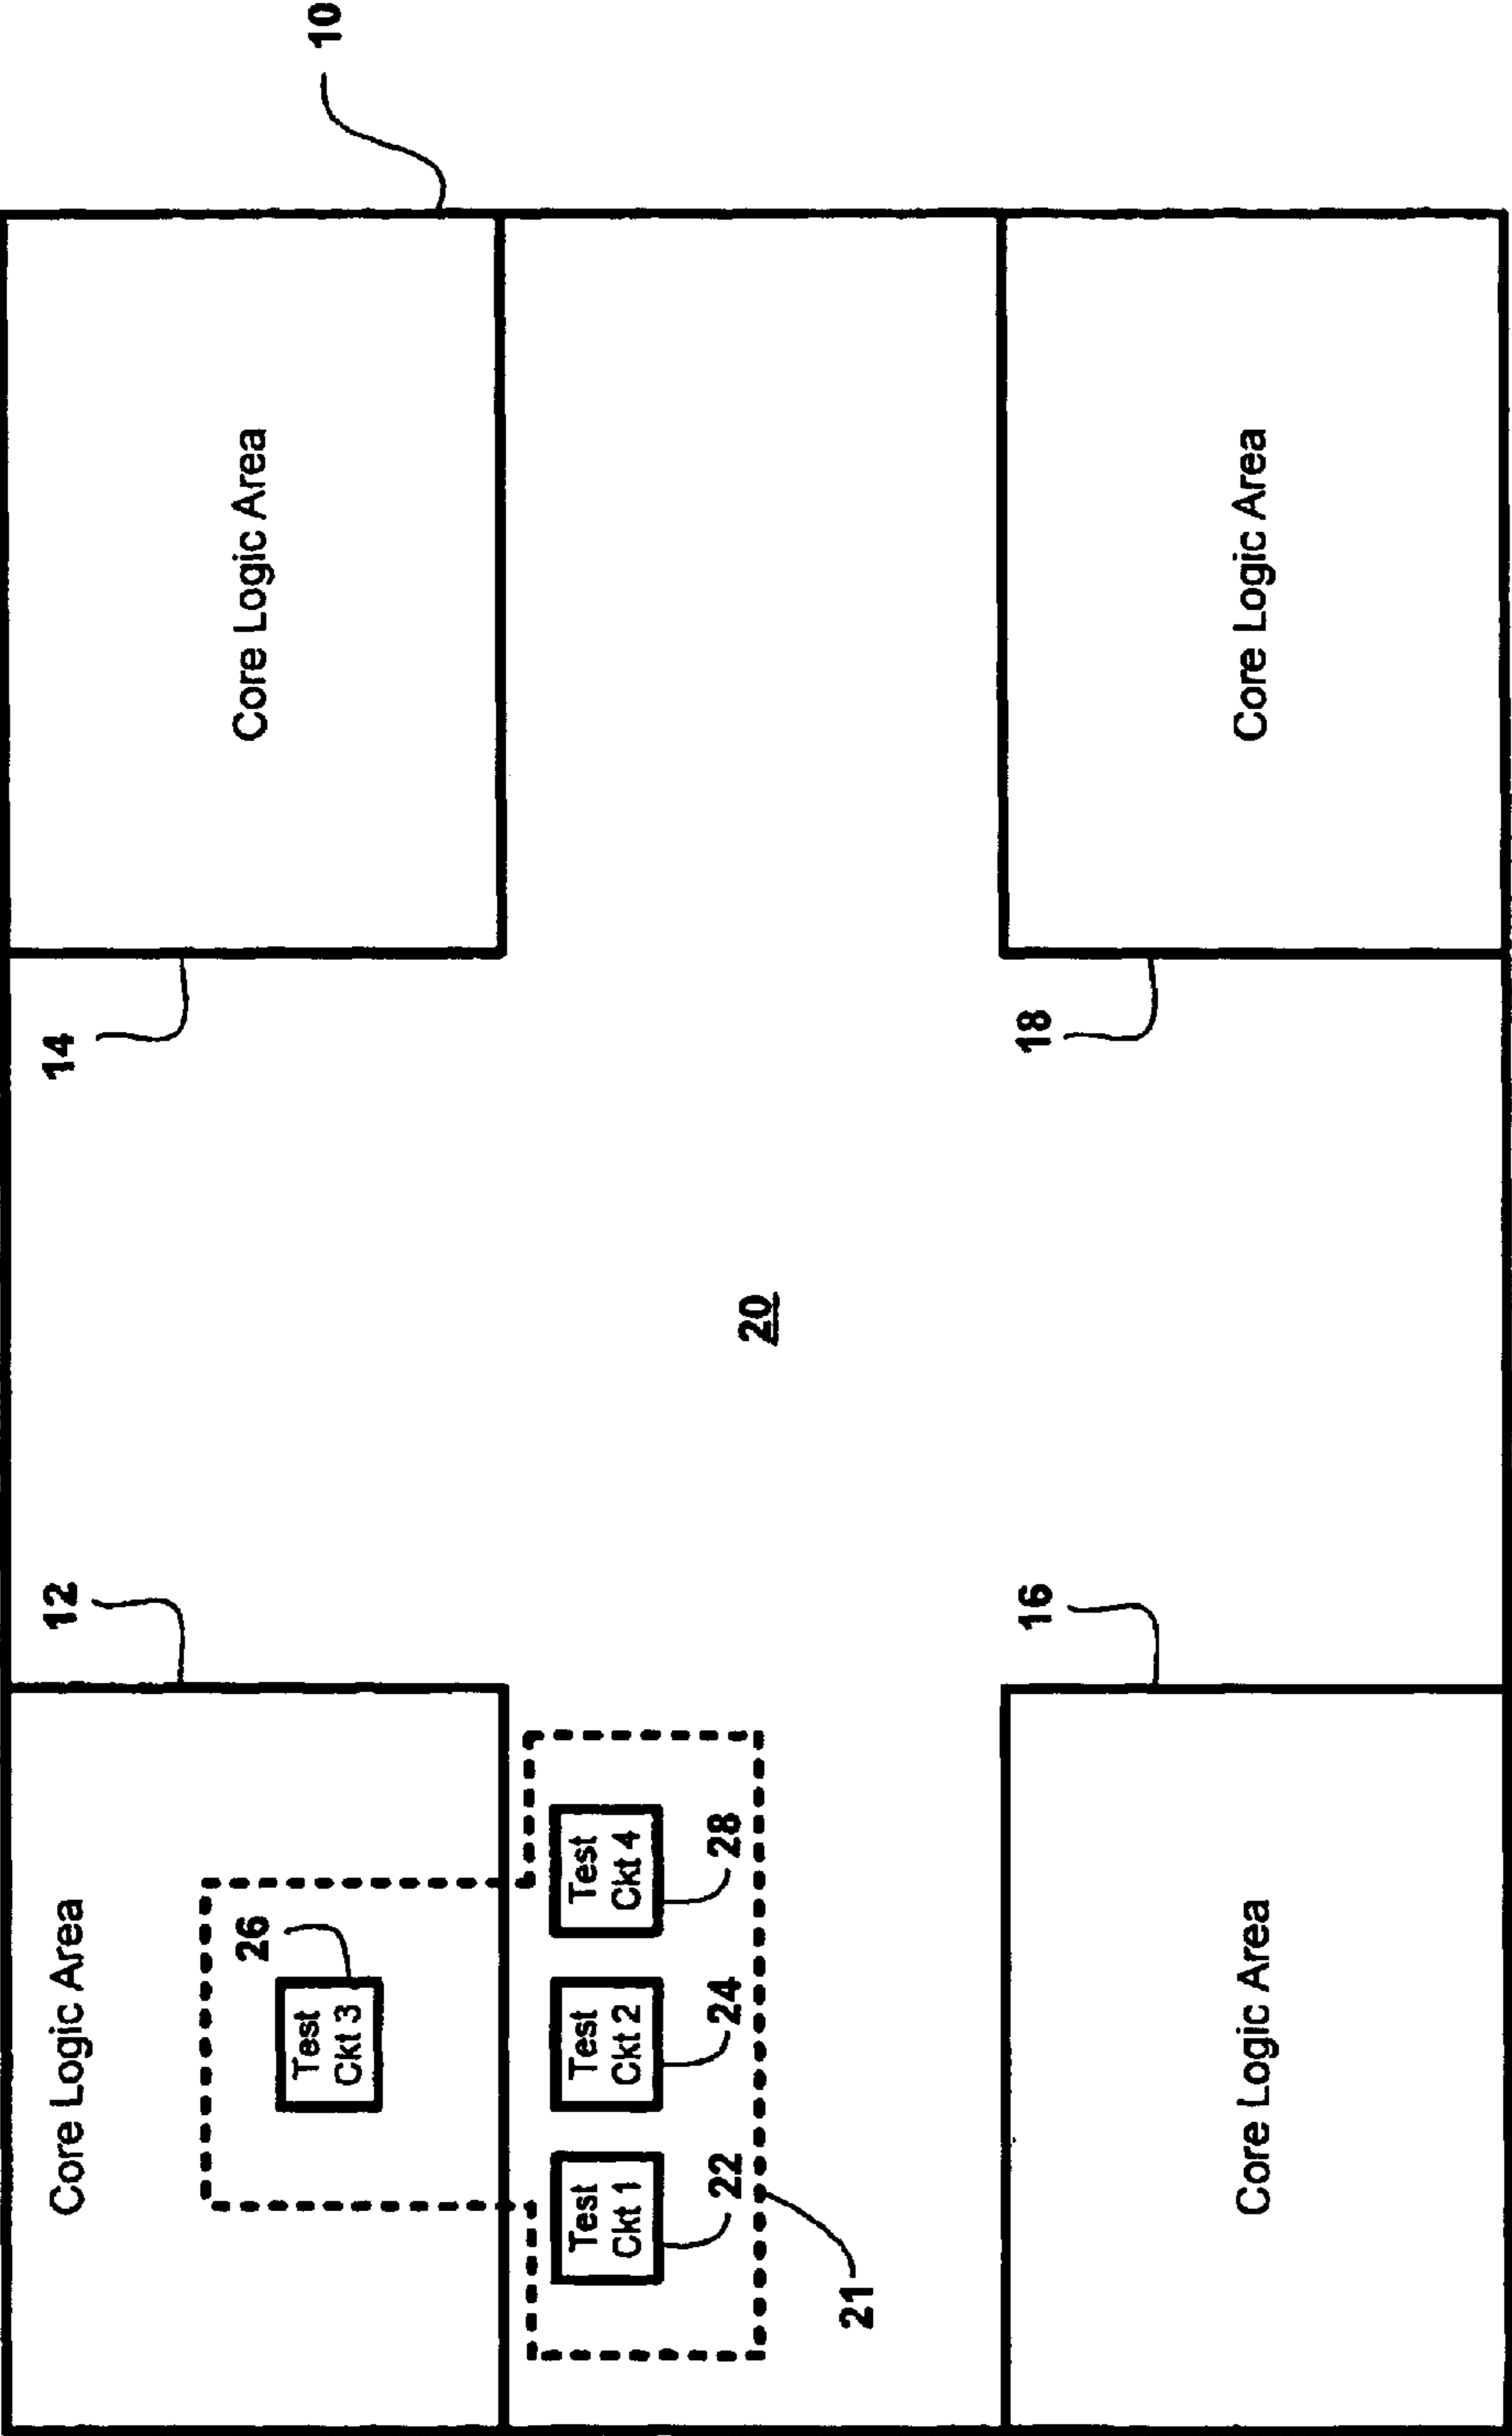 Core Logic Area
12
14
26
Core Logic Area
10
Test
Ckt 3
Test
Ckt 1
Test
Ckt 2
Test
Ckt 4
22
24
28
20
21
16
18
Core Logic Area
Core Logic Area